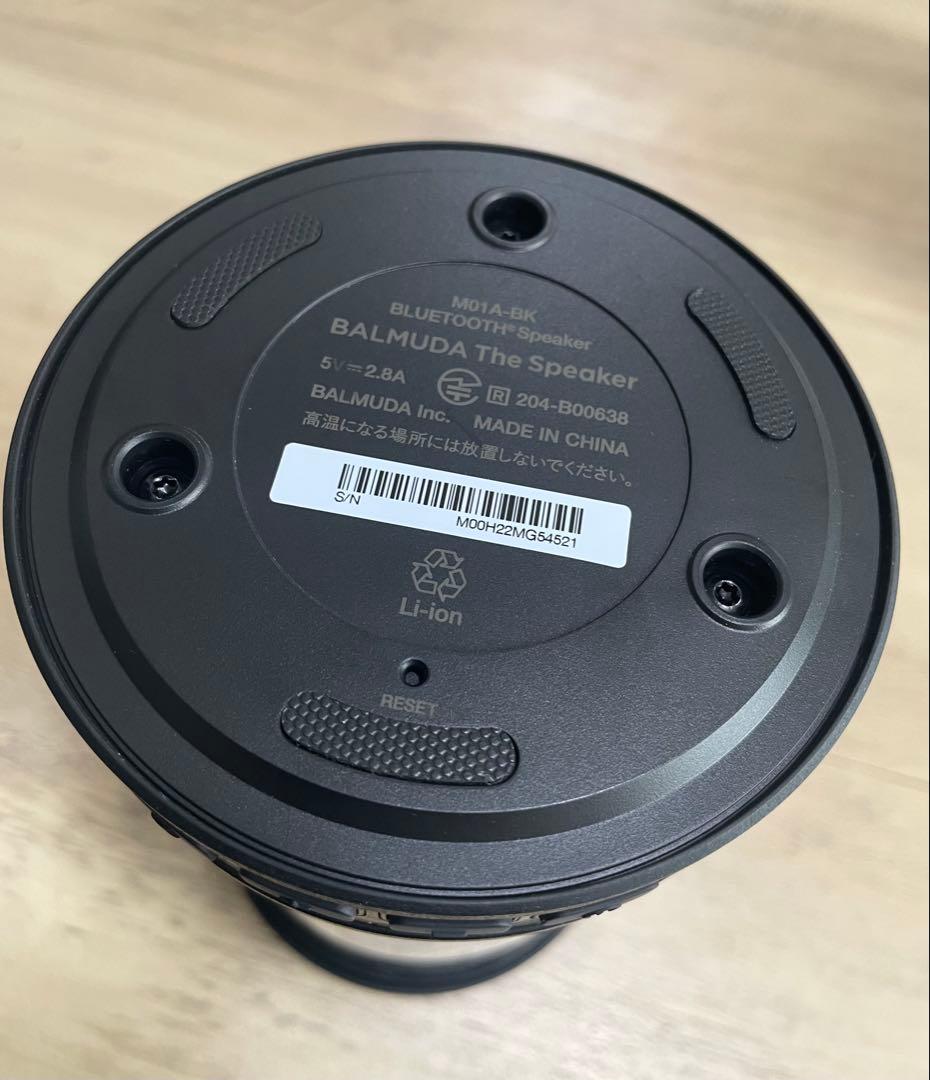 M01A-BK
BLUETOOTH® Speaker
BALMUDA The Speaker
5V⎓2.8A
R 204-B00638
BALMUDA Inc. MADE IN CHINA
高温になる場所には放置しないでください。
S/N
M00H22MG54521
Li-ion
RESET